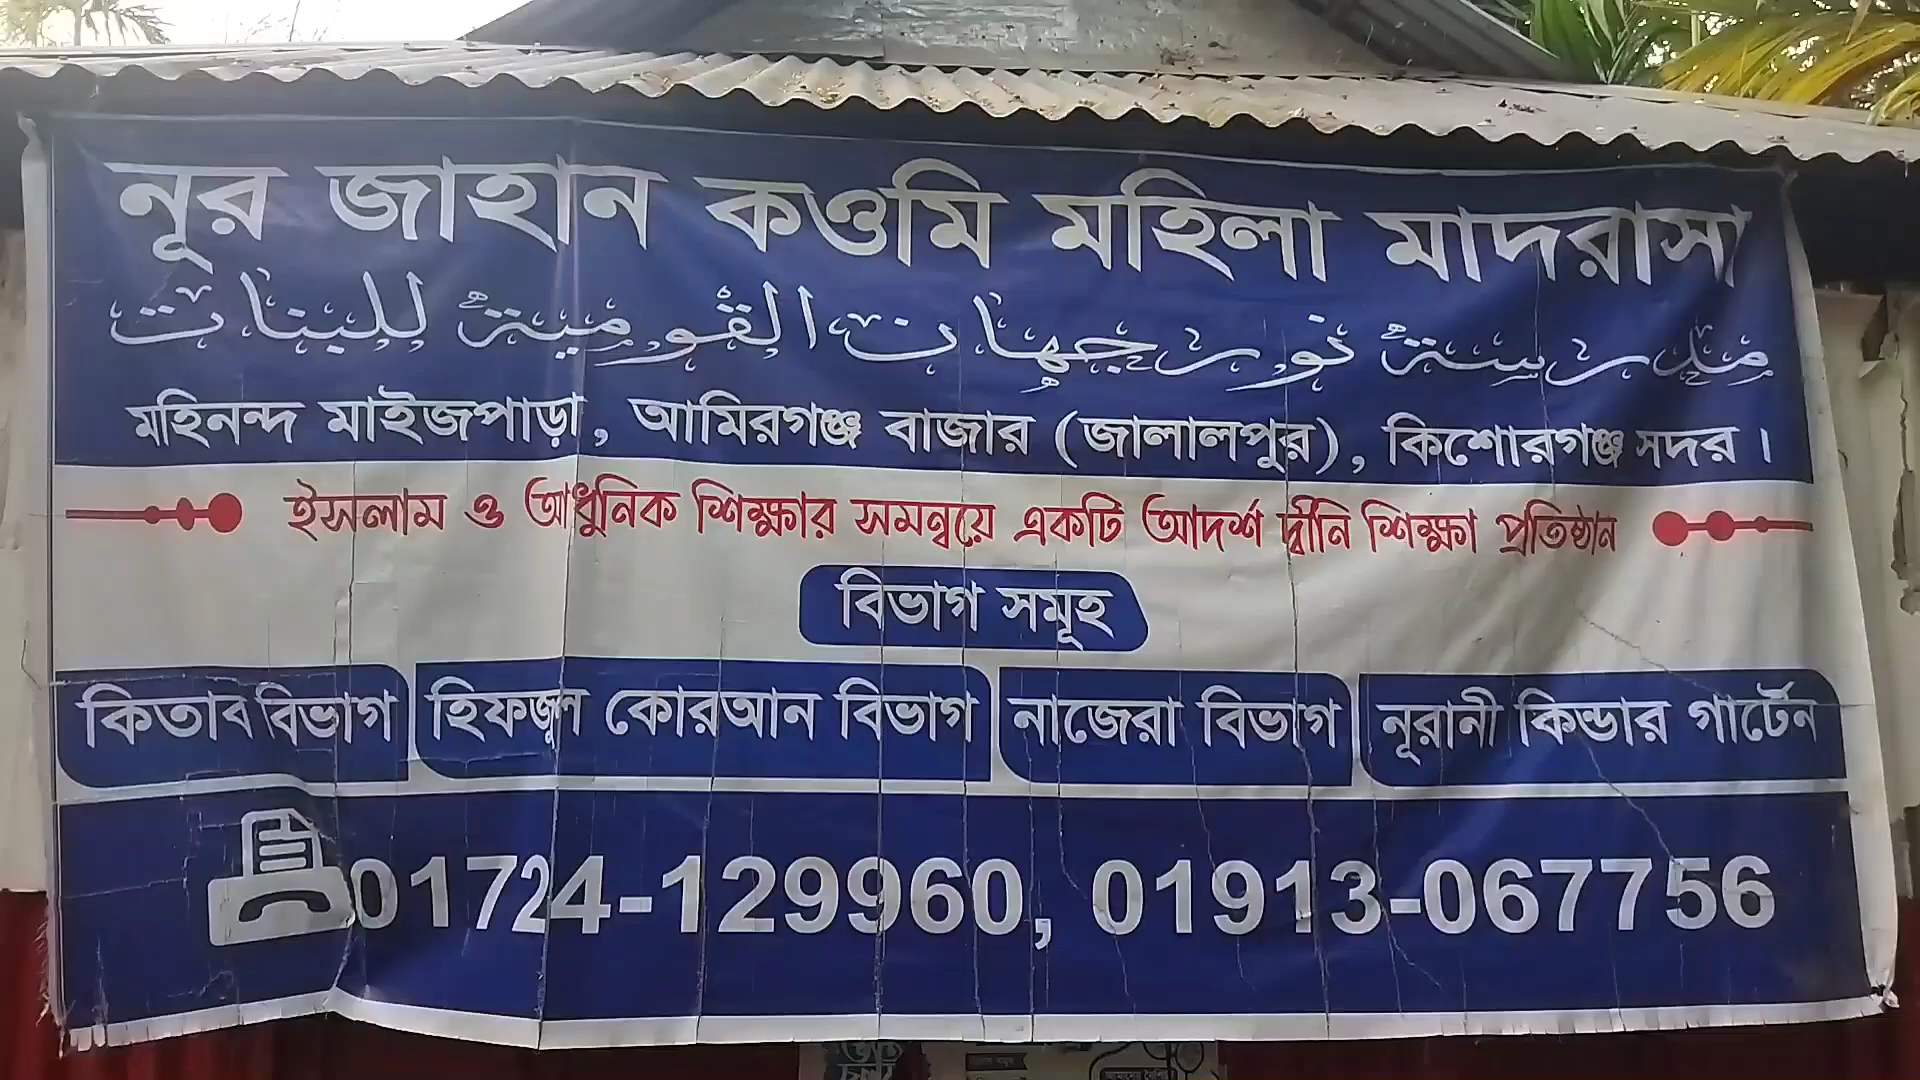 নূর জাহান কওমি মহিলা মাদরাসা
مدرسة نور جهان القومية للبنات
মহিনন্দ মাইজপাড়া, আমিরগঞ্জ বাজার (জালালপুর), কিশোরগঞ্জ সদর।
ইসলাম ও আধুনিক শিক্ষার সমন্বয়ে একটি আদর্শ দ্বীনি শিক্ষা প্রতিষ্ঠান
বিভাগ সমূহ
কিতাব বিভাগ হিফজুল কোরআন বিভাগ নাজেরা বিভাগ নূরানী কিন্ডার গার্টেন
01724-129960, 01913-067756